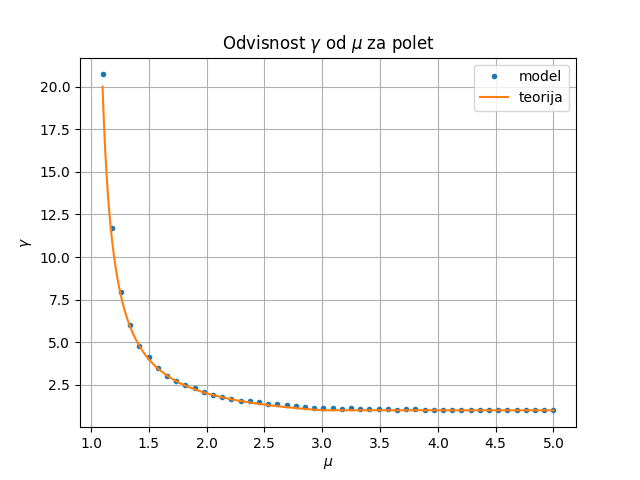 Odvisnost γ od μ za polet
model
teorija
γ
20.0
17.5
15.0
12.5
10.0
7.5
5.0
2.5
1.0 1.5 2.0 2.5 3.0 3.5 4.0 4.5 5.0
μ